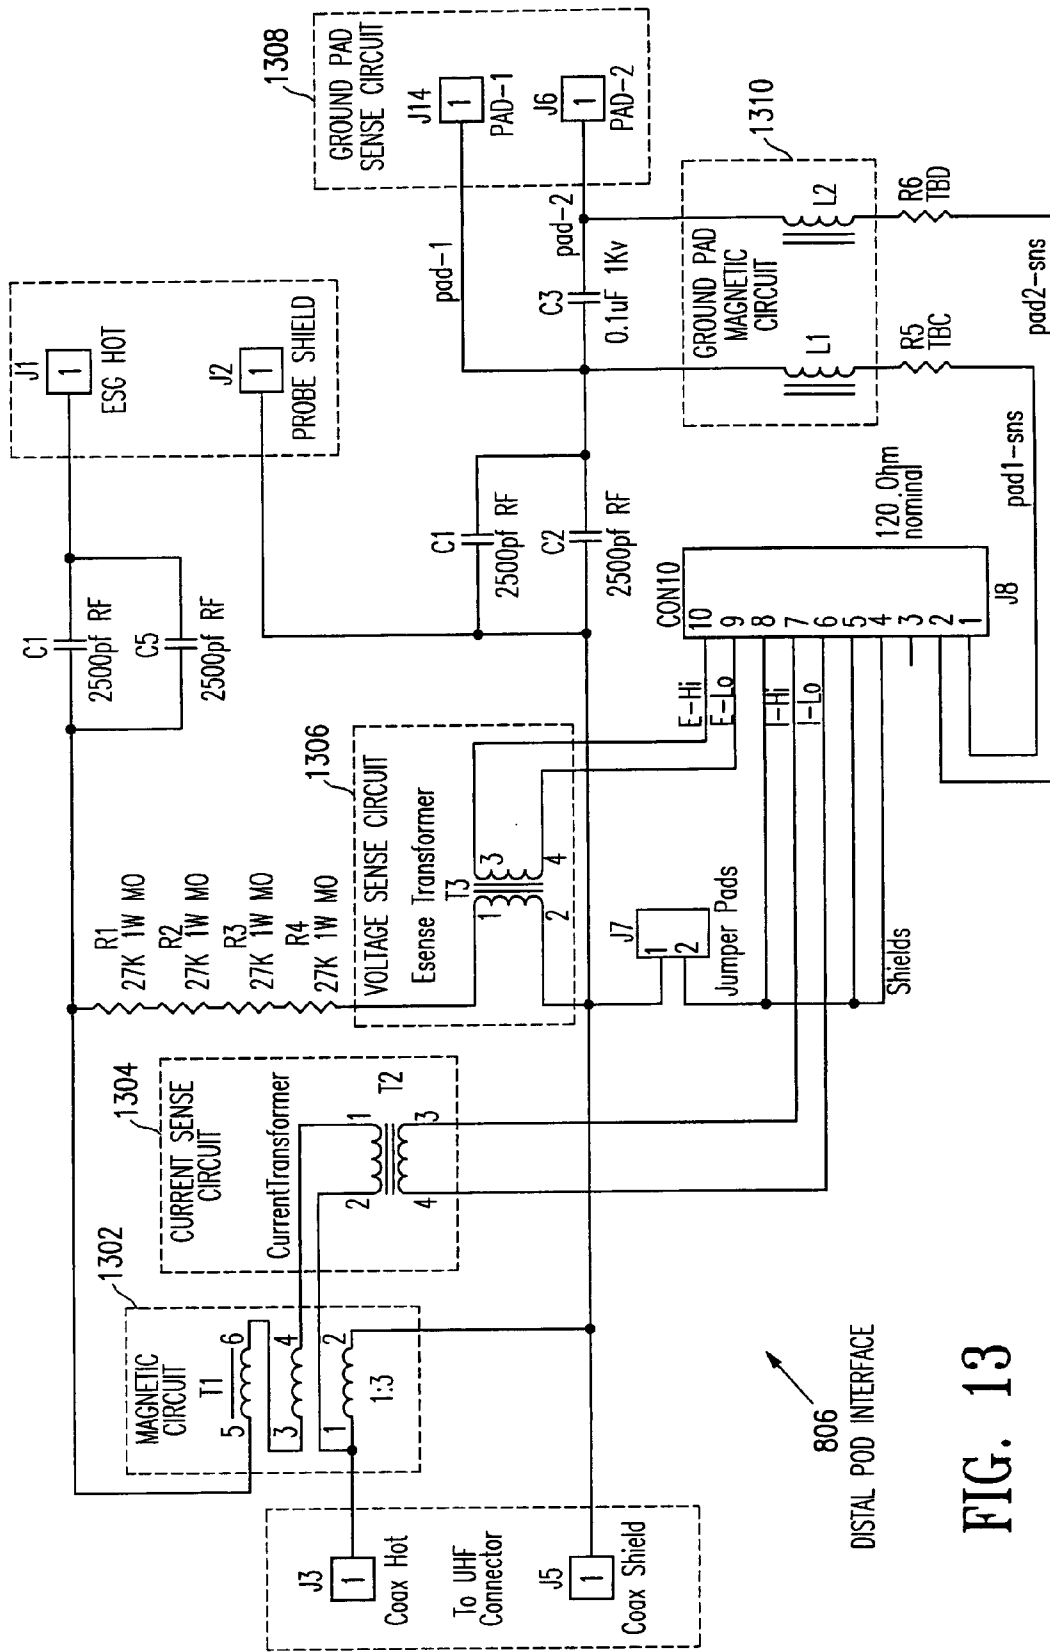 J3
1
Coax Hot
To UHF
Connector
J5
1
Coax Shield
1302
MAGNETIC
CIRCUIT
T1
5
6
3
4
1
2
1:3
1304
CURRENT SENSE
CIRCUIT
CurrentTransformer
2
1
T2
4
3
R1
27K 1W MO
R2
27K 1W MO
R3
27K 1W MO
R4
27K 1W MO
1306
VOLTAGE SENSE CIRCUIT
Esense Transformer
T3
1
3
2
4
J7
1
2
Jumper Pads
Shields
C1
2500pf RF
C5
2500pf RF
J1
1
ESG HOT
J2
1
PROBE SHIELD
C1
2500pf RF
C2
2500pf RF
E-Hi
E-Lo
I-Hi
I-Lo
CON10
10
9
8
7
6
5
4
3
2
1
J8
120 Ohm
nominal
1308
GROUND PAD
SENSE CIRCUIT
J14
1
PAD-1
J6
1
PAD-2
pad-1
pad-2
C3
0.1uF 1Kv
1310
GROUND PAD
MAGNETIC
CIRCUIT
L1
L2
R5
TBC
R6
TBD
pad1-sns
pad2-sns
806
DISTAL POD INTERFACE
FIG. 13